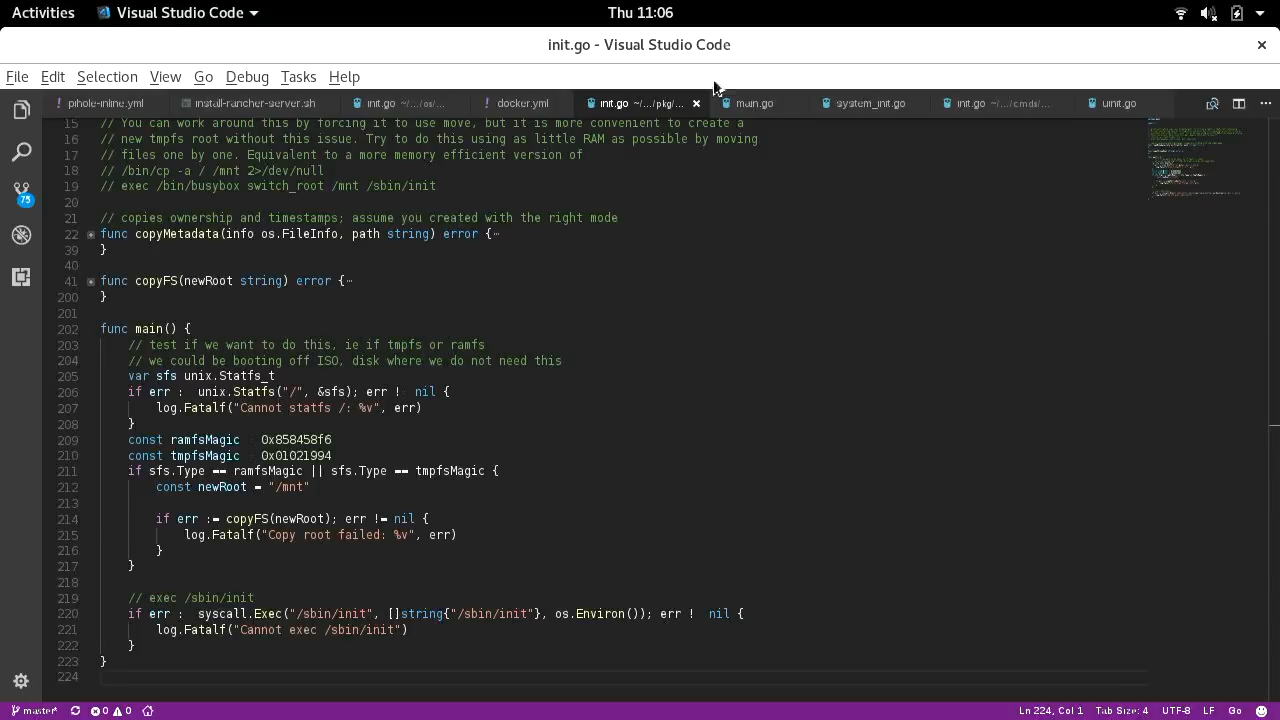 Activities Visual Studio Code Thu 11:06
init.go - Visual Studio Code
File Edit Selection View Go Debug Tasks Help
pihole-inline.yml install-rancher-server.sh init.go ~/.../os/... docker.yml init.go ~/.../pkg/... main.go system_init.go init.go ~/.../cmds/... uinit.go
15 // You can work around this by forcing it to use move, but it is more convenient to create a
16 // new tmpfs root without this issue. Try to do this using as little RAM as possible by moving
17 // files one by one. Equivalent to a more memory efficient version of
18 // /bin/cp -a / /mnt 2>/dev/null
19 // exec /bin/busybox switch_root /mnt /sbin/init
20
21 // copies ownership and timestamps; assume you created with the right mode
22 func copyMetadata(info os.FileInfo, path string) error {…
39 }
40
41 func copyFS(newRoot string) error {…
200 }
201
202 func main() {
203 // test if we want to do this, ie if tmpfs or ramfs
204 // we could be booting off ISO, disk where we do not need this
205 var sfs unix.Statfs_t
206 if err : unix.Statfs("/", &sfs); err ! nil {
207 log.Fatalf("Cannot statfs /: %v", err)
208 }
209 const ramfsMagic 0x858458f6
210 const tmpfsMagic 0x01021994
211 if sfs.Type == ramfsMagic || sfs.Type == tmpfsMagic {
212 const newRoot = "/mnt"
213
214 if err := copyFS(newRoot); err != nil {
215 log.Fatalf("Copy root failed: %v", err)
216 }
217 }
218
219 // exec /sbin/init
220 if err : syscall.Exec("/sbin/init", []string{"/sbin/init"}, os.Environ()); err ! nil {
221 log.Fatalf("Cannot exec /sbin/init")
222 }
223 }
224
75
master* 0 0 Ln 224, Col 1 Tab Size: 4 UTF-8 LF Go